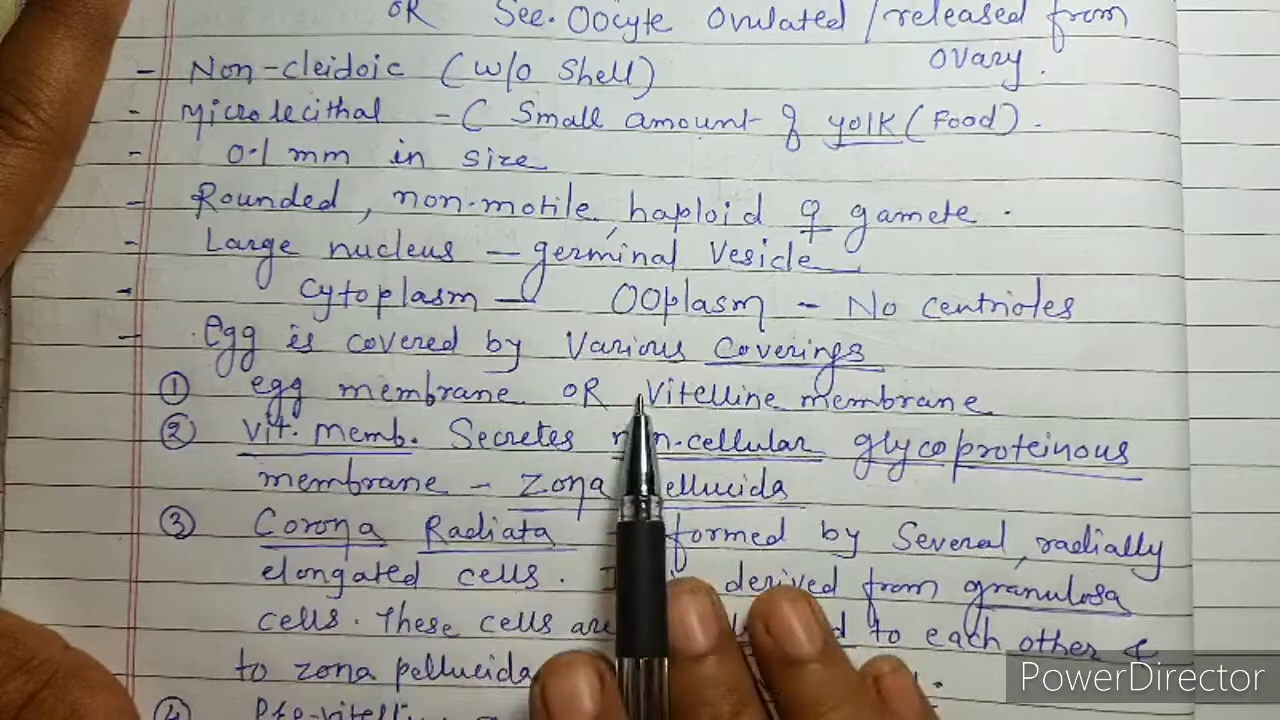 OR Sec. Oocyte Ovulated / released from
ovary.
- Non-cleidoic (w/o shell)
- Microlecithal - ( Small amount of yolk (food).
- 0.1 mm in size
- Rounded, non-motile, haploid ♀ gamete.
- Large nucleus - germinal Vesicle
- Cytoplasm - OOplasm - No Centrioles
- Egg is covered by Various Coverings
① egg membrane OR Vitelline membrane
② Vit. memb. Secretes non-cellular glycoproteinous
membrane - Zona pellucida
③ Corona Radiata formed by Several, radially
elongated cells. derived from granulosa
cells. These cells are to each other &
to zona pellucida
④
PowerDirector